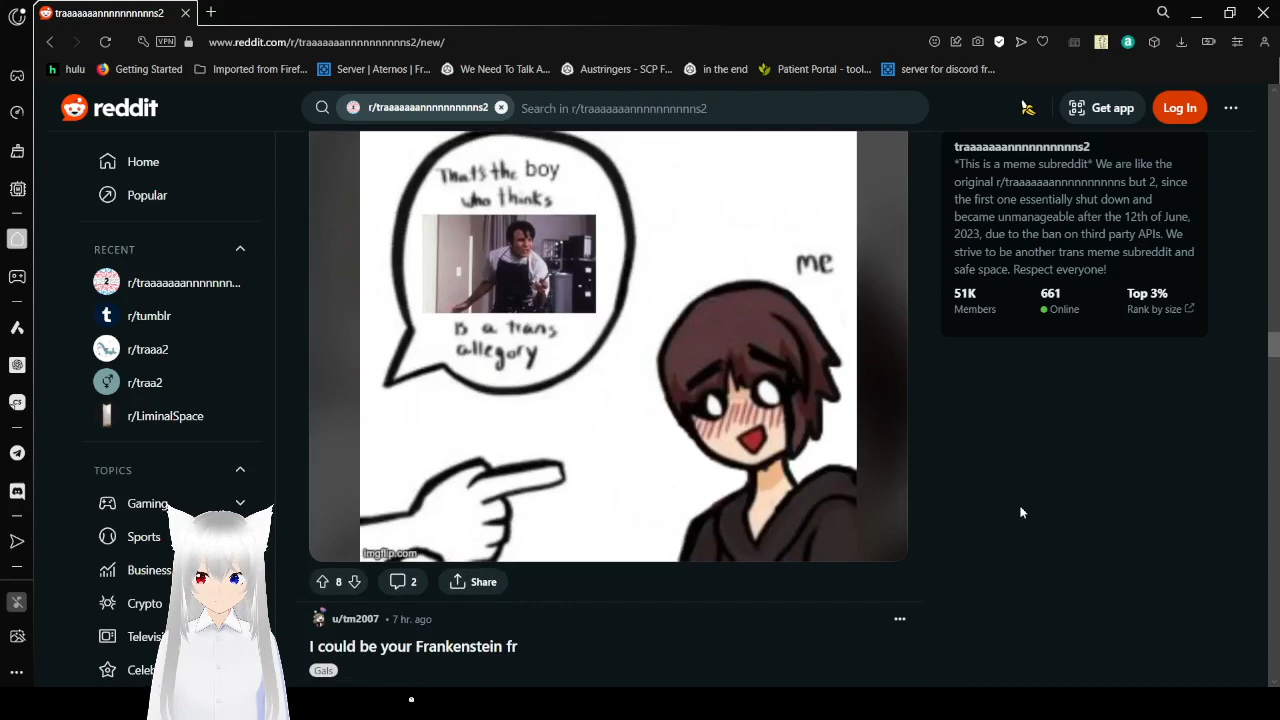 traaaaaaannnnnnnnnns2
VPN
www.reddit.com/r/traaaaaaannnnnnnnnns2/new/
hulu
Getting Started
Imported from Firef...
Server | Aternos | Fr...
We Need To Talk A...
Austringers - SCP F...
in the end
Patient Portal - tool...
server for discord fr...
reddit
r/traaaaaaannnnnnnnnns2
Search in r/traaaaaaannnnnnnnnns2
Get app
Log In
Home
Popular
RECENT
r/traaaaaaannnnnnn...
r/tumblr
r/traaa2
r/traa2
r/LiminalSpace
TOPICS
Gaming
Sports
Business
Crypto
Televisi
Celeb
That's the boy
who thinks
is a trans
allegory
me
imgflip.com
8
2
Share
u/tm2007 • 7 hr. ago
I could be your Frankenstein fr
Gals
traaaaaaannnnnnnnnns2
*This is a meme subreddit* We are like the
original r/traaaaaaannnnnnnnnns but 2, since
the first one essentially shut down and
became unmanageable after the 12th of June,
2023, due to the ban on third party APIs. We
strive to be another trans meme subreddit and
safe space. Respect everyone!
51K
Members
661
Online
Top 3%
Rank by size